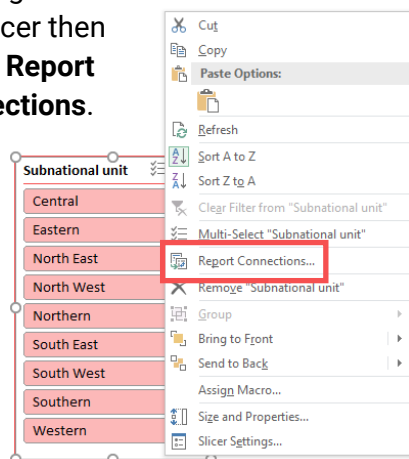 cer then
Report
ections.
Subnational unit
Central
Eastern
North East
North West
Northern
South East
South West
Southern
Western
Cut
Copy
Paste Options:
Refresh
Sort A to Z
Sort Z to A
Clear Filter from "Subnational unit"
Multi-Select "Subnational unit"
Report Connections...
Remove "Subnational unit"
Group
Bring to Front
Send to Back
Assign Macro...
Size and Properties...
Slicer Settings...